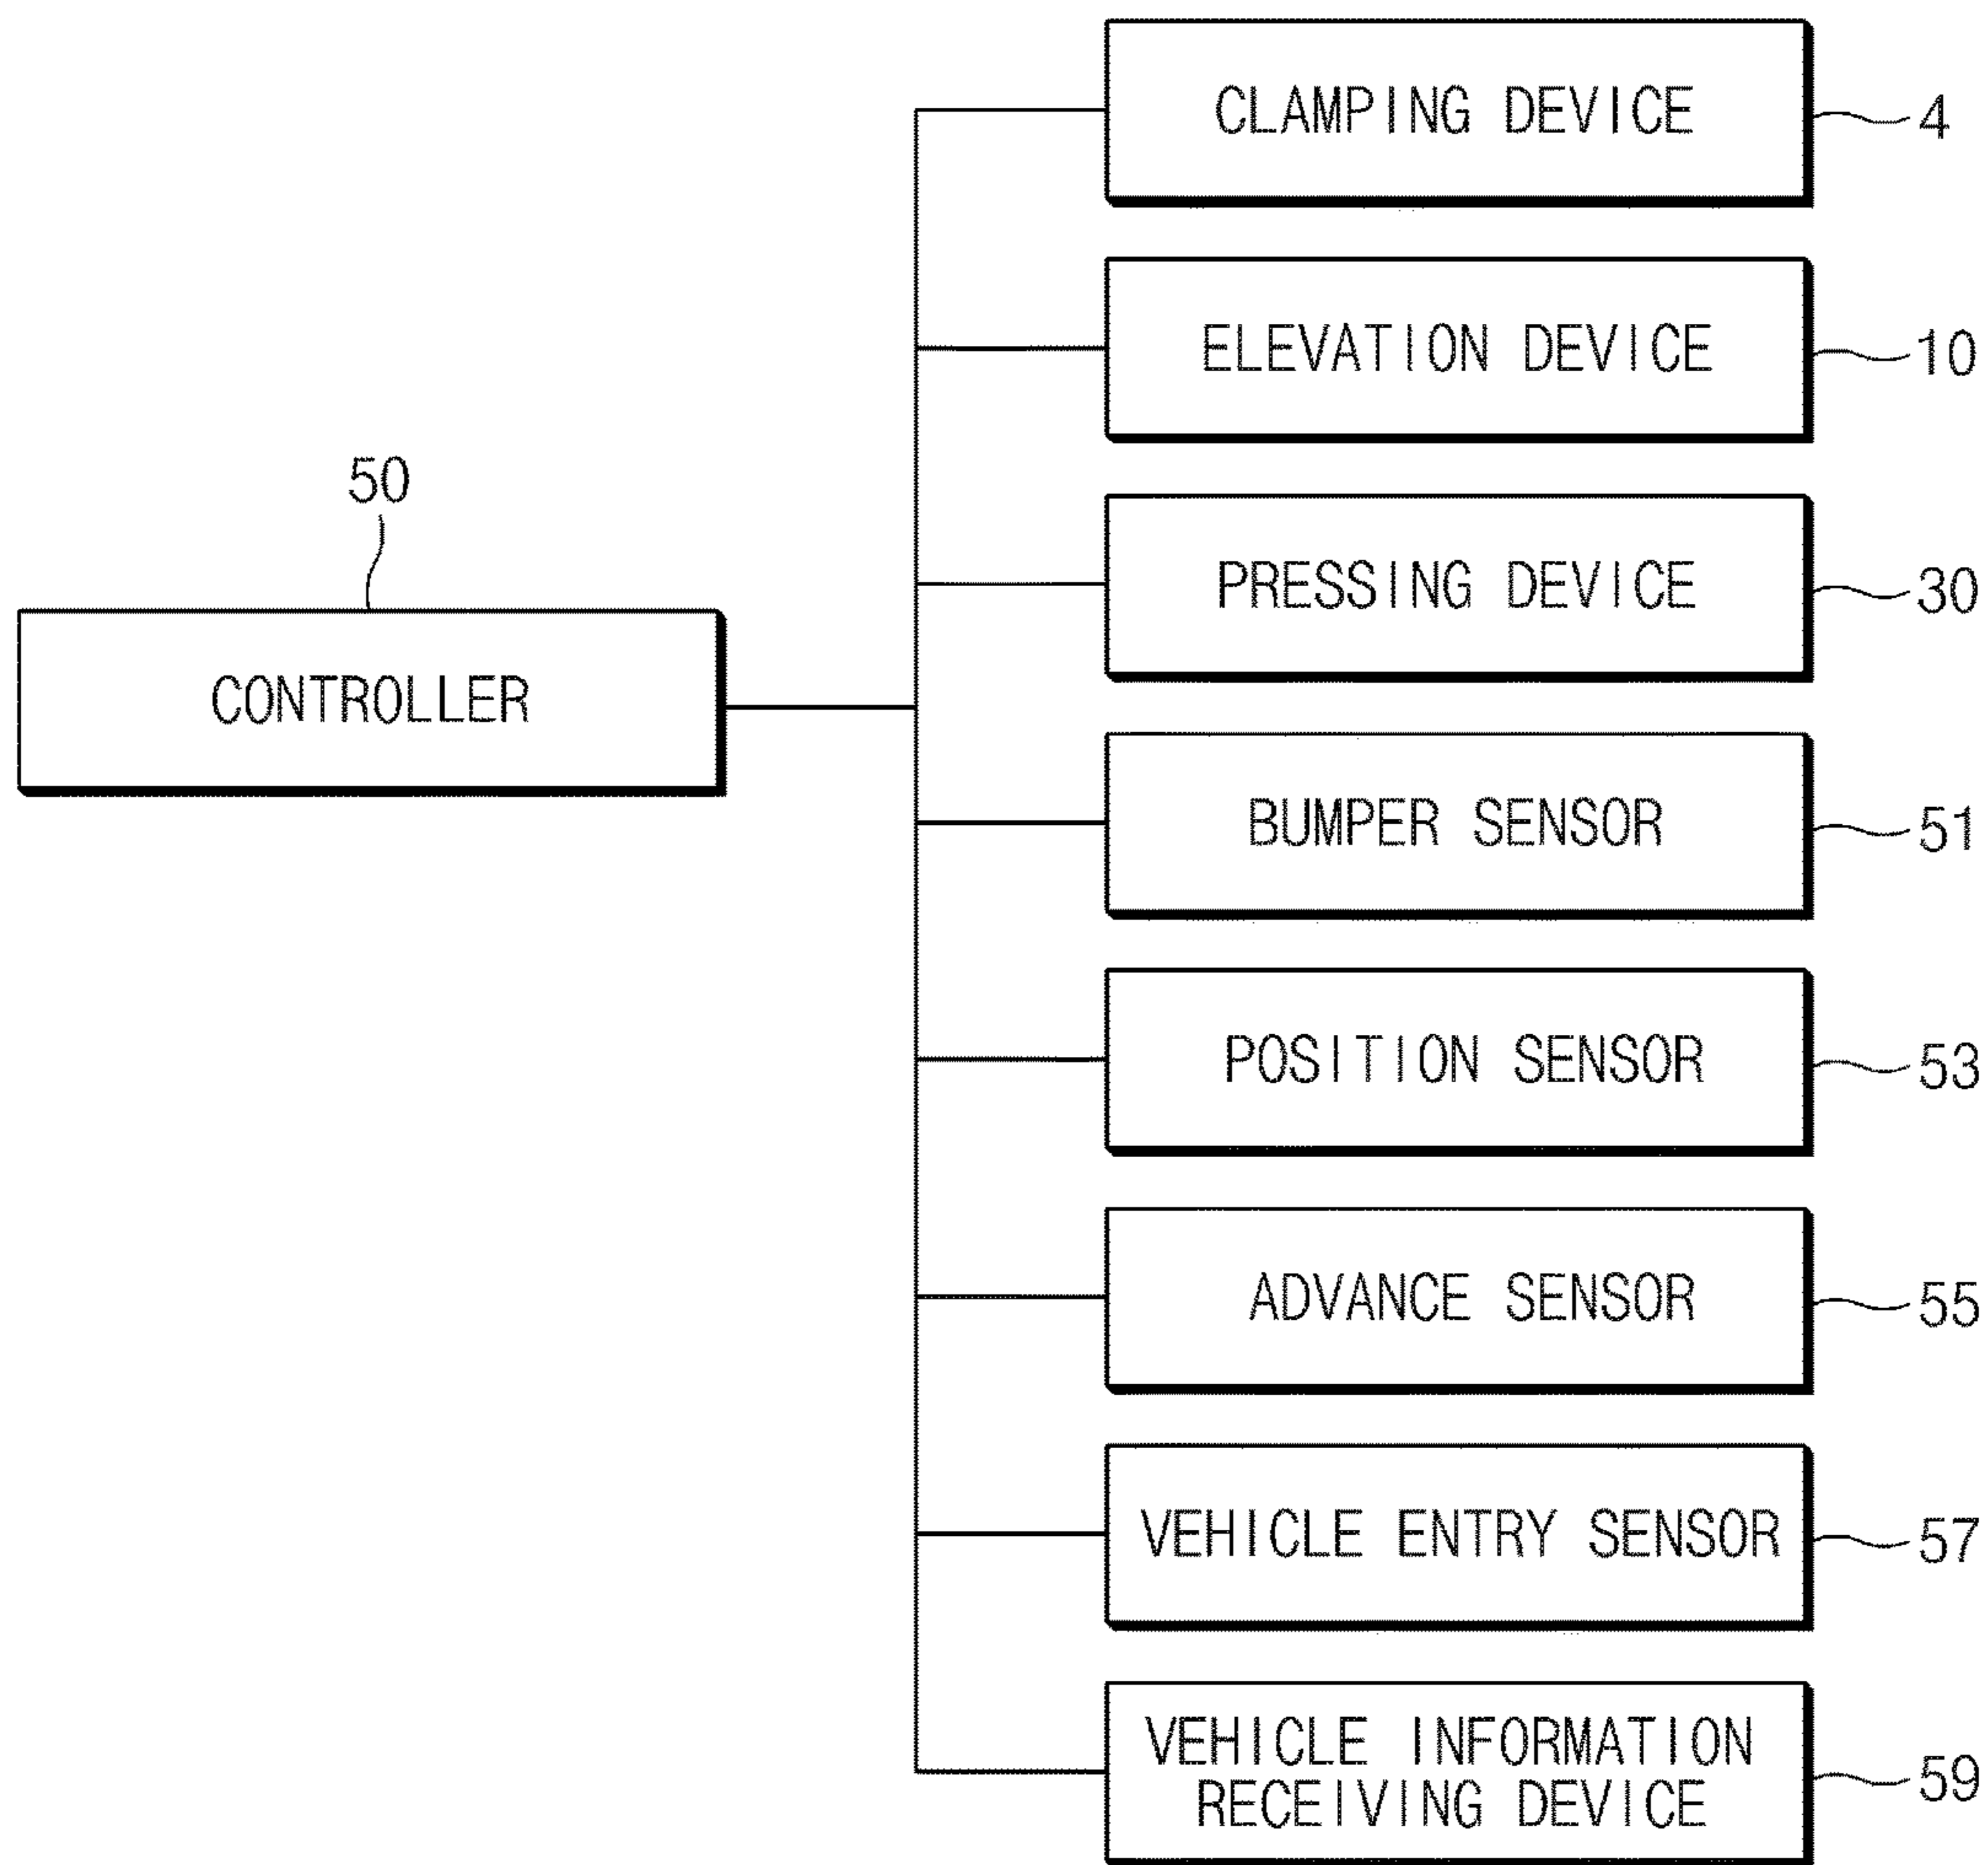 CLAMPING DEVICE
4
ELEVATION DEVICE
10
50
PRESSING DEVICE
30
CONTROLLER
BUMPER SENSOR
51
POSITION SENSOR
53
ADVANCE SENSOR
55
VEHICLE ENTRY SENSOR
57
VEHICLE INFORMATION
RECEIVING DEVICE
59